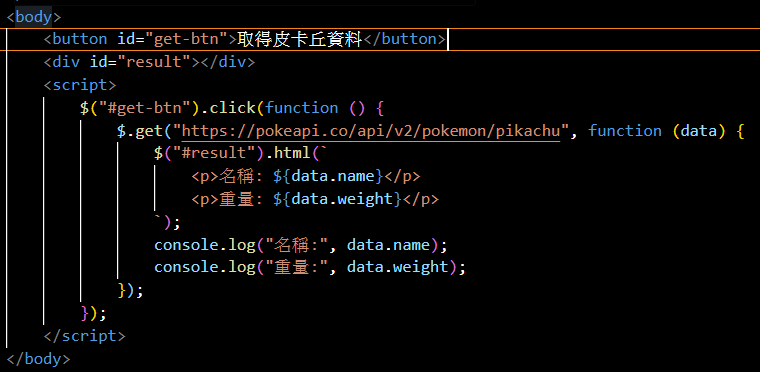 <body>
<button id="get-btn">取得皮卡丘資料</button>
<div id="result"></div>
<script>
$("#get-btn").click(function () {
$.get("https://pokeapi.co/api/v2/pokemon/pikachu", function (data) {
$("#result").html(`
<p>名稱: ${data.name}</p>
<p>重量: ${data.weight}</p>
`);
console.log("名稱:", data.name);
console.log("重量:", data.weight);
});
});
</script>
</body>